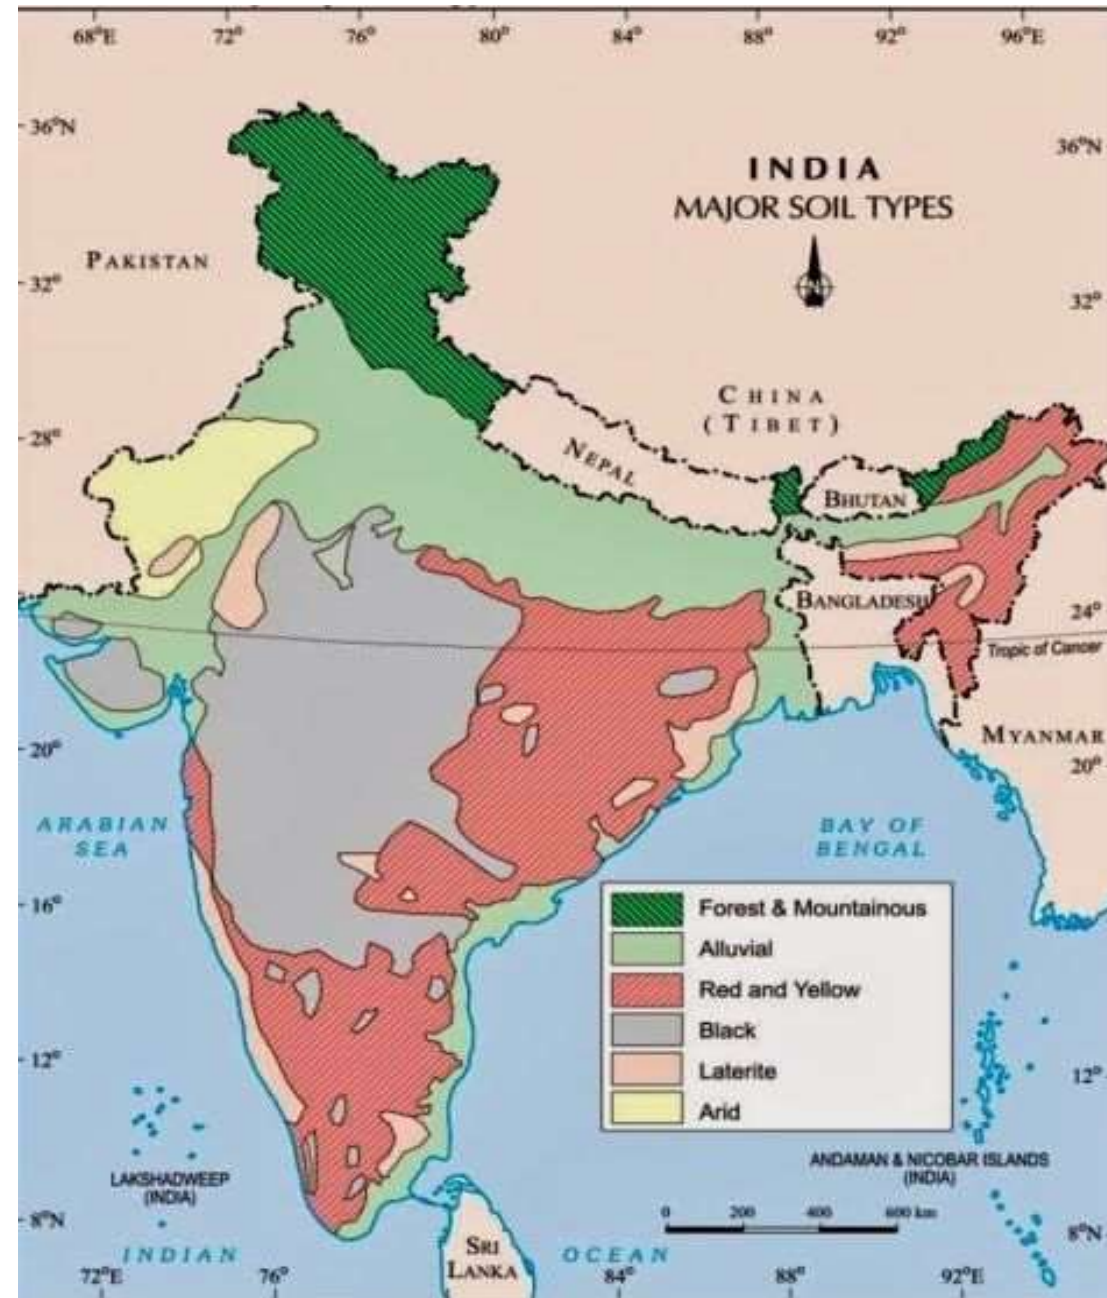 68°E 72° 76° 80° 84° 88° 92° 96°E
36°N
36°N
INDIA
MAJOR SOIL TYPES
N
PAKISTAN
32°
32°
CHINA
(TIBET)
28°
NEPAL
BHUTAN
BANGLADESH
24°
Tropic of Cancer
MYANMAR
20°
20°
ARABIAN
SEA
BAY OF
BENGAL
16°
Forest & Mountainous
Alluvial
Red and Yellow
Black
Laterite
Arid
12°
12°
LAKSHADWEEP
(INDIA)
ANDAMAN & NICOBAR ISLANDS
(INDIA)
0 200 400 600 km
8°N
8°N
INDIAN OCEAN
SRI
LANKA
72°E 76° 84° 88° 92°E